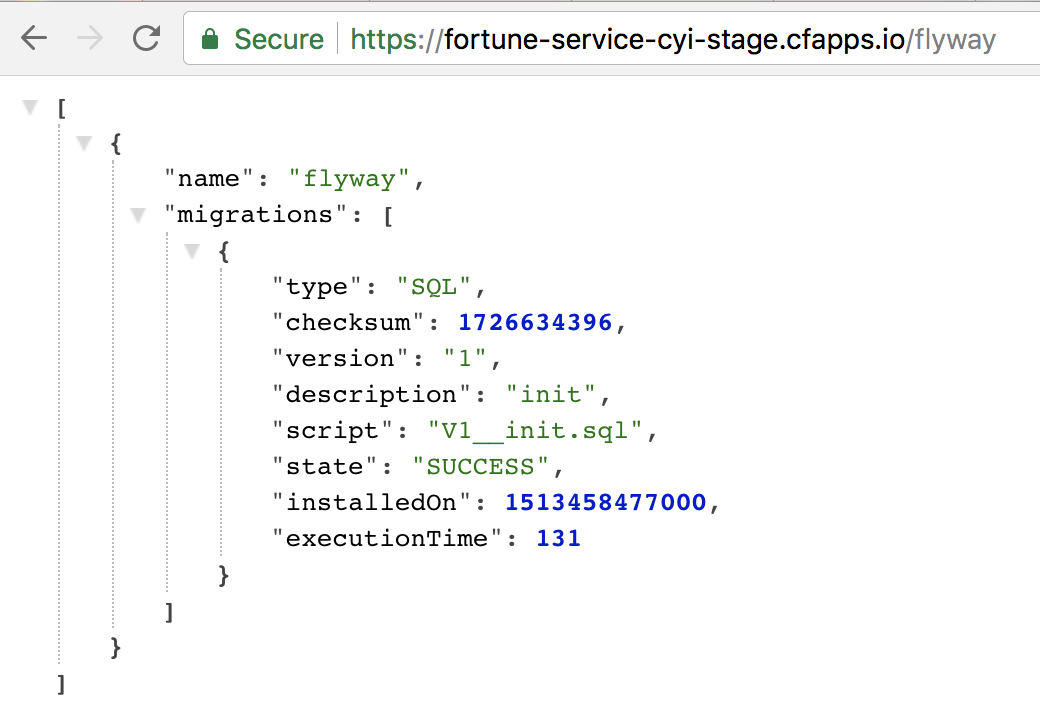 Secure https://fortune-service-cyi-stage.cfapps.io/flyway
[
{
"name": "flyway",
"migrations": [
{
"type": "SQL",
"checksum": 1726634396,
"version": "1",
"description": "init",
"script": "V1__init.sql",
"state": "SUCCESS",
"installedOn": 1513458477000,
"executionTime": 131
}
]
}
]